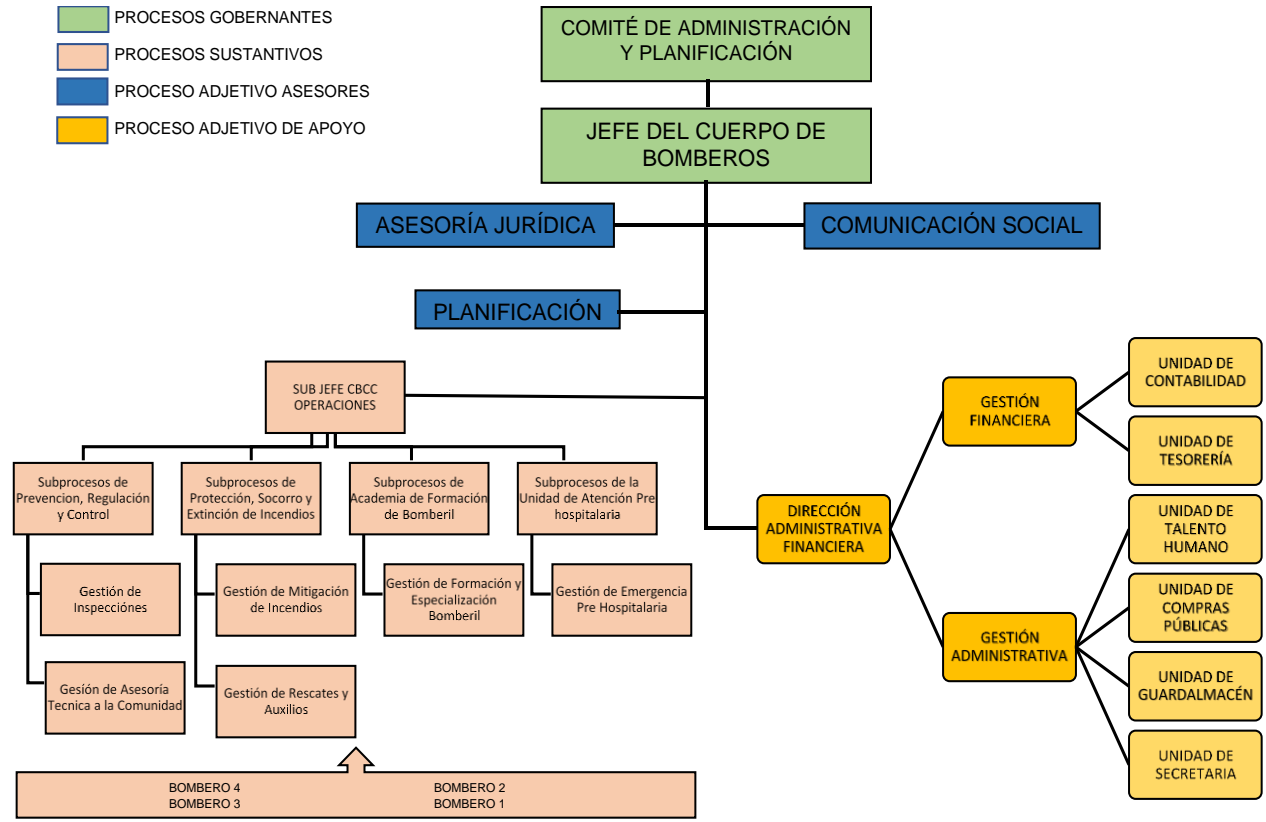 PROCESOS GOBERNANTES
PROCESOS SUSTANTIVOS
PROCESO ADJETIVO ASESORES
PROCESO ADJETIVO DE APOYO
COMITÉ DE ADMINISTRACIÓN
Y PLANIFICACIÓN
JEFE DEL CUERPO DE
BOMBEROS
ASESORÍA JURÍDICA
COMUNICACIÓN SOCIAL
PLANIFICACIÓN
SUB JEFE CBCC
OPERACIONES
Subprocesos de
Prevencion, Regulación
y Control
Subprocesos de
Protección, Socorro y
Extinción de Incendios
Subprocesos de
Academia de Formación
de Bomberil
Subprocesos de la
Unidad de Atención Pre
hospitalaria
Gestión de
Inspecciónes
Gestión de Mitigación
de Incendios
Gestión de Formación y
Especialización
Bomberil
Gestión de Emergencia
Pre Hospitalaria
Gesión de Asesoría
Tecnica a la Comunidad
Gestión de Rescates y
Auxilios
BOMBERO 4
BOMBERO 3
BOMBERO 2
BOMBERO 1
DIRECCIÓN
ADMINISTRATIVA
FINANCIERA
GESTIÓN
FINANCIERA
UNIDAD DE
CONTABILIDAD
UNIDAD DE
TESORERÍA
GESTIÓN
ADMINISTRATIVA
UNIDAD DE
TALENTO
HUMANO
UNIDAD DE
COMPRAS
PÚBLICAS
UNIDAD DE
GUARDALMACÉN
UNIDAD DE
SECRETARIA